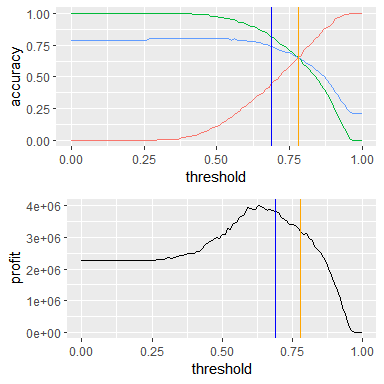 1.00
0.75
0.50
0.25
0.00
accuracy
0.00 0.25 0.50 0.75 1.00
threshold
4e+06
3e+06
2e+06
1e+06
0e+00
profit
0.00 0.25 0.50 0.75 1.00
threshold